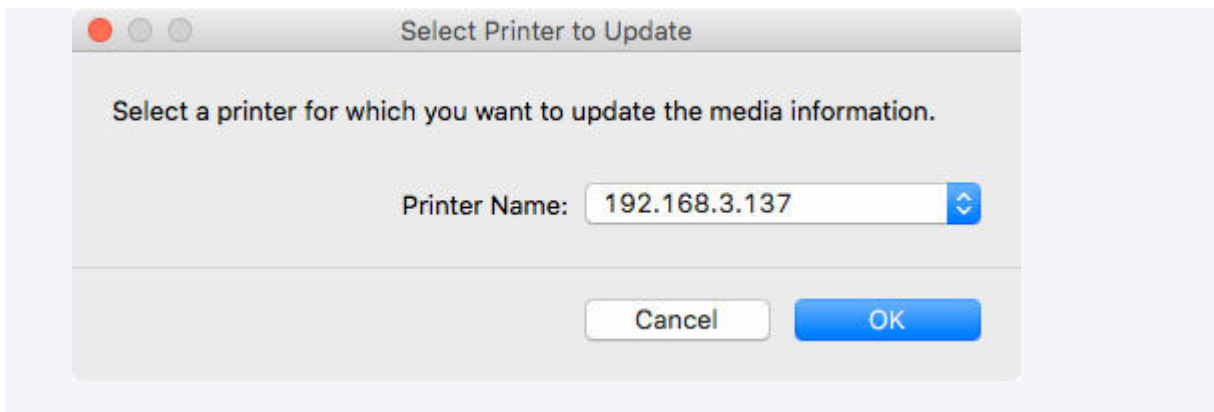 Select Printer to Update
Select a printer for which you want to update the media information.
Printer Name: 192.168.3.137
Cancel OK